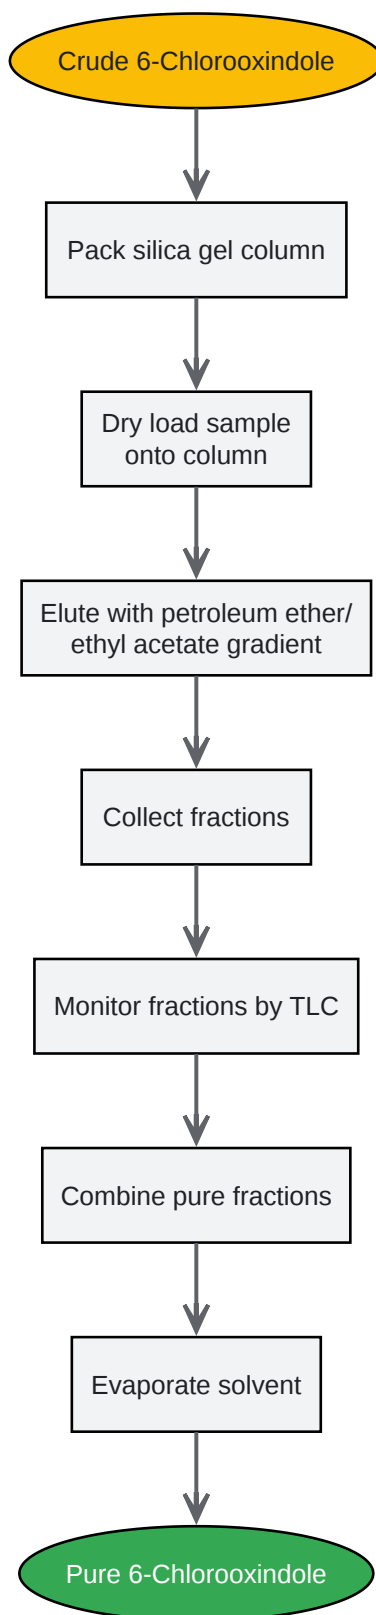 Crude 6-Chlorooxindole
Pack silica gel column
Dry load sample
onto column
Elute with petroleum ether/
ethyl acetate gradient
Collect fractions
Monitor fractions by TLC
Combine pure fractions
Evaporate solvent
Pure 6-Chlorooxindole